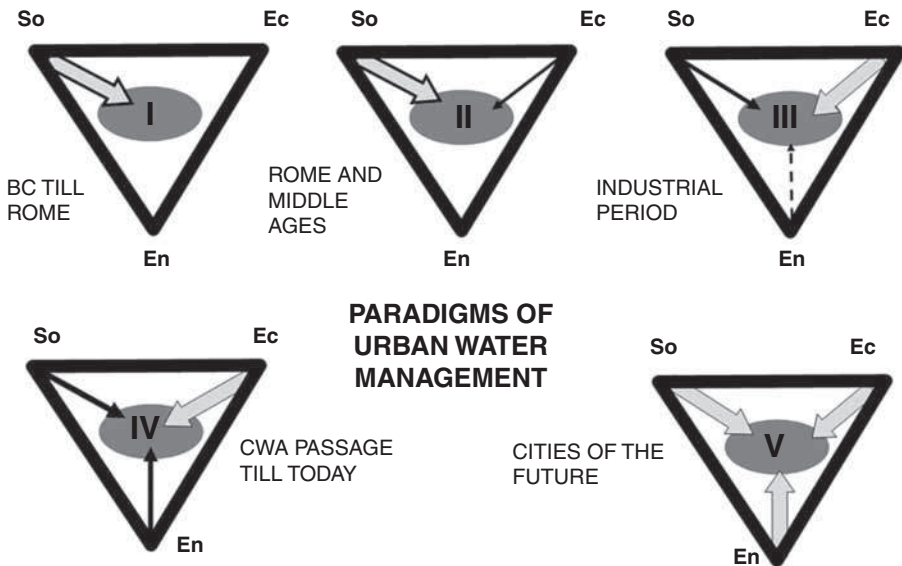 So Ec
I
BC TILL
ROME
En
So Ec
II
ROME AND
MIDDLE
AGES
En
So Ec
III
INDUSTRIAL
PERIOD
En
PARADIGMS OF
URBAN WATER
MANAGEMENT
So Ec
IV
CWA PASSAGE
TILL TODAY
En
So Ec
V
CITIES OF THE
FUTURE
En